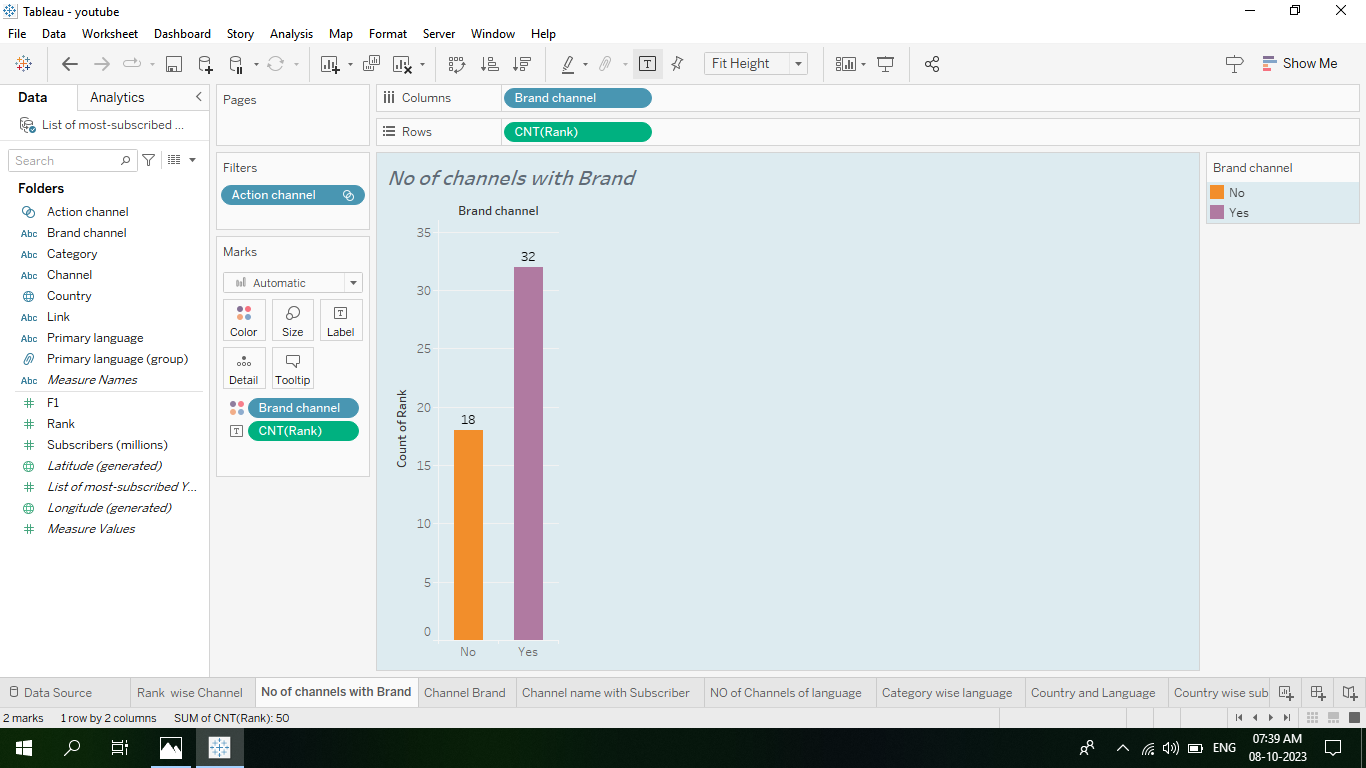 Tableau - youtube
File Data Worksheet Dashboard Story Analysis Map Format Server Window Help
Fit Height
Show Me
Data Analytics
List of most-subscribed ...
Search
Folders
Action channel
Abc Brand channel
Abc Category
Abc Channel
Country
Abc Link
Abc Primary language
Primary language (group)
Abc Measure Names
F1
Rank
Subscribers (millions)
Latitude (generated)
List of most-subscribed Y...
Longitude (generated)
Measure Values
Pages
Filters
Action channel
Marks
Automatic
Color Size Label
Detail Tooltip
Brand channel
CNT(Rank)
Columns Brand channel
Rows CNT(Rank)
No of channels with Brand
Brand channel
Count of Rank
35
30
25
20
15
10
5
0
18
32
No Yes
Brand channel
No
Yes
Data Source Rank wise Channel No of channels with Brand Channel Brand Channel name with Subscriber NO of Channels of language Category wise language Country and Language Country wise sub
2 marks 1 row by 2 columns SUM of CNT(Rank): 50
ENG
07:39 AM
08-10-2023